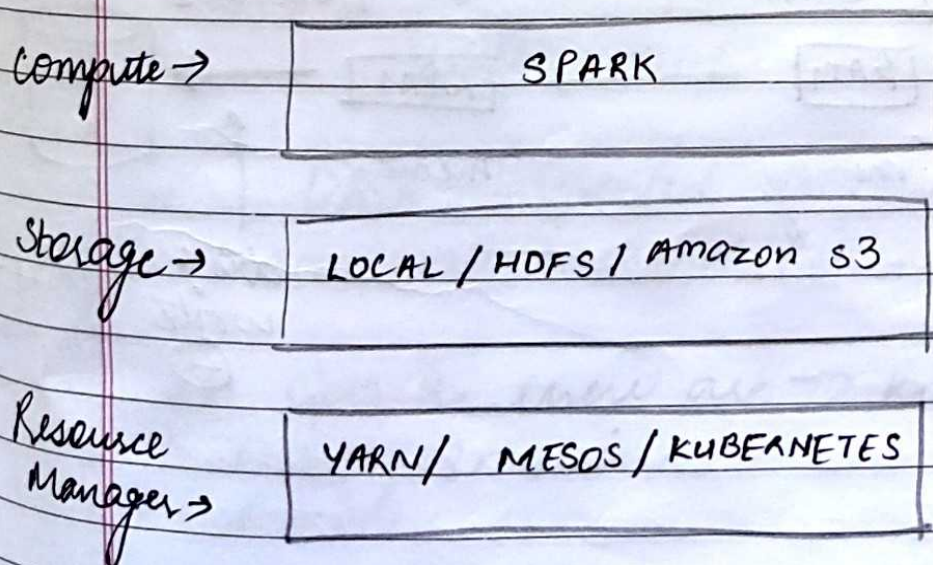 Compute → SPARK
Storage → LOCAL / HDFS / Amazon S3
Resource
Manager → YARN/ MESOS / KUBERNETES